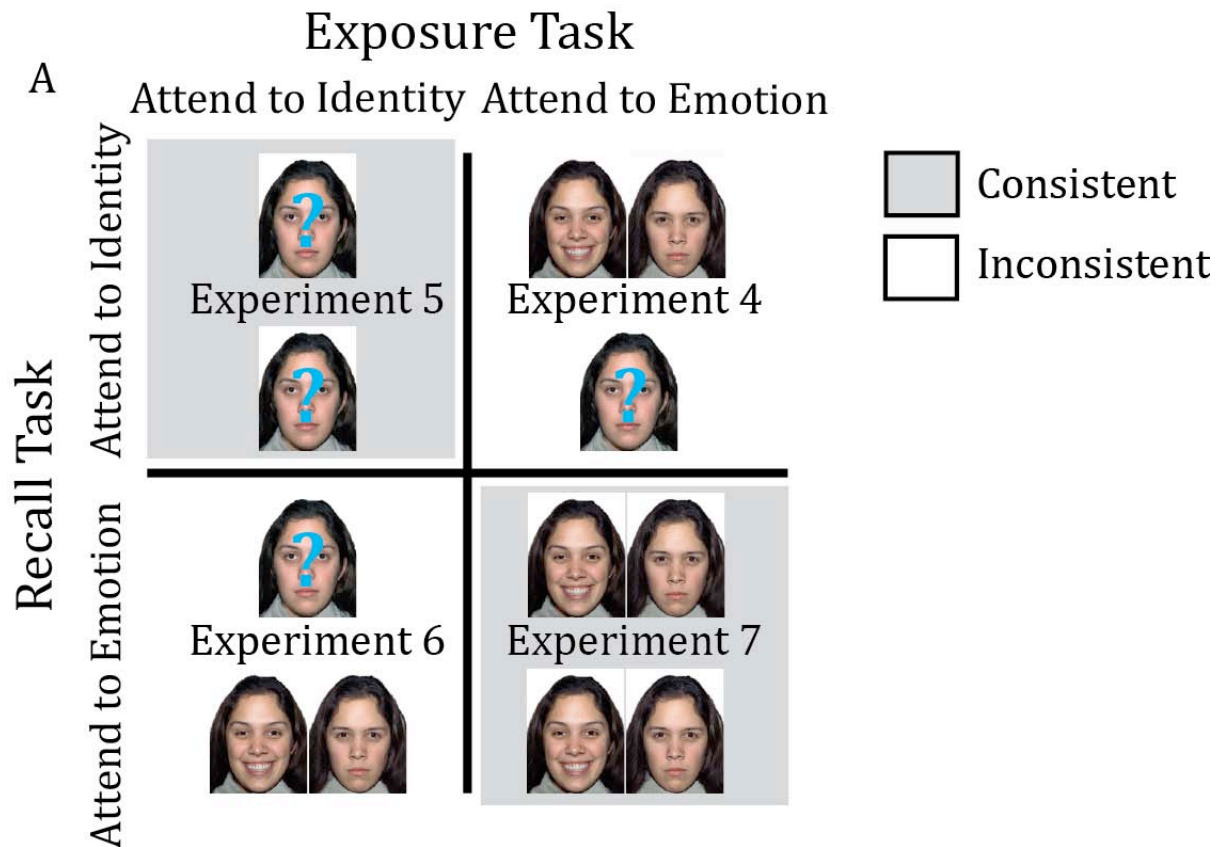 Exposure Task
A
Attend to Identity
Attend to Emotion
Recall Task
Attend to Identity
Attend to Emotion
?
Experiment 5
?
Experiment 4
?
?
Experiment 6
Experiment 7
Consistent
Inconsistent